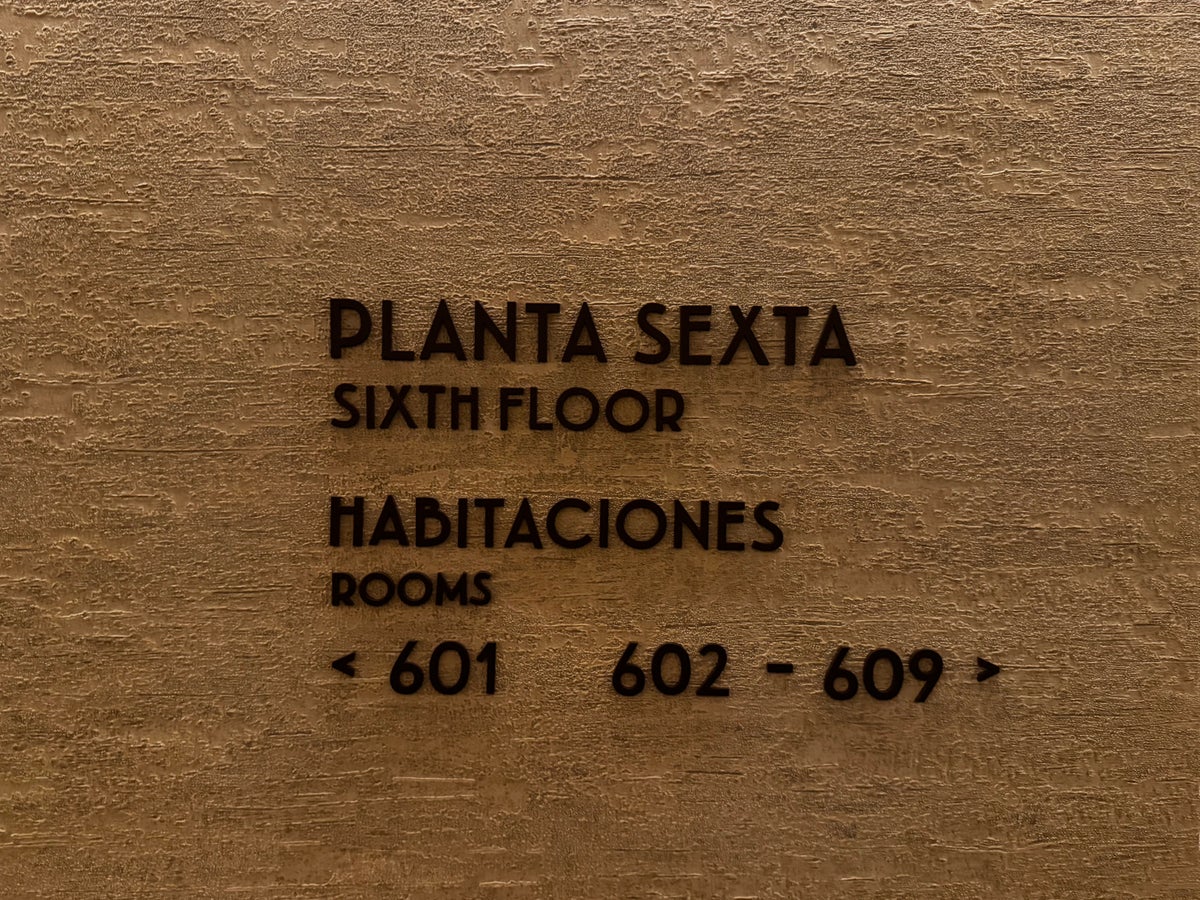 PLANTA SEXTA
SIXTH FLOOR
HABITACIONES
ROOMS
< 601 602 - 609 >